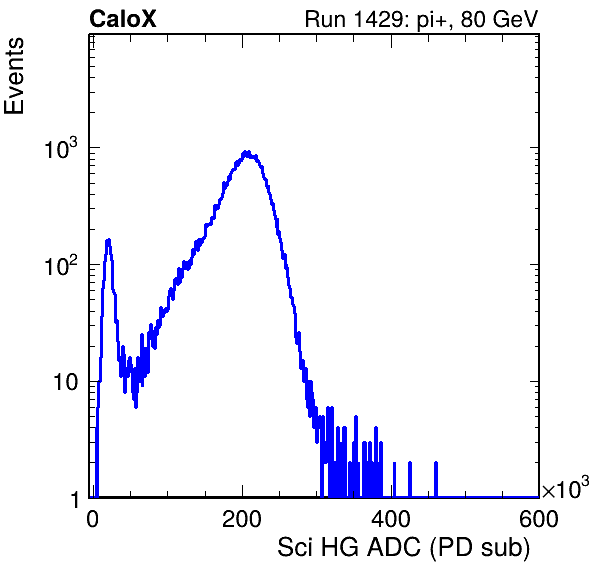 CaloX Run 1429: pi+, 80 GeV
Events
10³
10²
10
1
0 200 400 600
×10³
Sci HG ADC (PD sub)